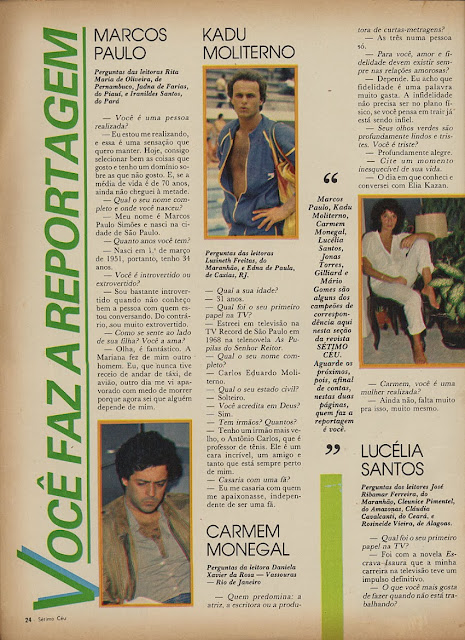 VOCÊ FAZ A REPORTAGEM
MARCOS
PAULO
Perguntas das leitoras Rita
Maria de Oliveira, de
Pernambuco, Jadna de Farias,
do Piauí, e Iranildes Santos,
do Pará
— Você é uma pessoa
realizada?
— Eu estou me realizando,
e essa é uma sensação que
quero manter. Hoje, consigo
selecionar bem as coisas que
gosto e tenho um domínio so-
bre as que não gosto. E, se a
média de vida é de 70 anos,
ainda não cheguei à metade.
— Qual o seu nome com-
pleto e onde você nasceu?
— Meu nome é Marcos
Paulo Simões e nasci na ci-
dade de São Paulo.
— Quanto anos você tem?
— Nasci em 1.º de março
de 1951, portanto, tenho 34
anos.
— Você é introvertido ou
extrovertido?
— Sou bastante introver-
tido quando não conheço
bem a pessoa com quem es-
tou conversando. Do contrá-
rio, sou muito extrovertido.
— Como se sente ao lado
de sua filha? Você a ama?
— Olha, é fantástico. A
Mariana fez de mim outro
homem. Eu, que nunca tive
receio de andar de táxi, de
avião, outro dia me vi apa-
vorado com medo de morrer
porque agora sei que alguém
depende de mim.
KADU
MOLITERNO
Perguntas das leitoras
Lusineth Freitas, do
Maranhão, e Edna de Paula,
de Caxias, RJ.
— Qual a sua idade?
— 31 anos.
— Qual foi o seu primeiro
papel na TV?
— Estreei em televisão na
TV Record de São Paulo em
1968 na telenovela As Pu-
pilas do Senhor Reitor.
— Qual o seu nome com-
pleto?
— Carlos Eduardo Moli-
terno.
— Qual o seu estado civil?
— Solteiro.
— Você acredita em Deus?
— Sim.
— Tem irmãos? Quantos?
— Tenho um irmão mais ve-
lho, o Antônio Carlos, que é
professor de tênis. Ele é um
cara incrível, um amigo e
tanto que está sempre perto
de mim.
— Casaria com uma fã?
— Eu me casaria com quem
me apaixonasse, independen-
te de ser uma fã.
CARMEM
MONEGAL
Perguntas da leitora Daniela
Xavier da Rosa — Vassouras
— Rio de Janeiro
— Quem predomina: a
atriz, a escritora ou a produ-
tora de curtas-metragens?
— As três numa pessoa
só.
— Para você, amor e fi-
delidade devem existir sem-
pre nas relações amorosas?
— Depende. Eu acho que
fidelidade é uma palavra
muito gasta. A infidelidade
não precisa ser no plano fí-
sico, se você pensa em trair já
está sendo infiel.
— Seus olhos verdes são
profundamente lindos e tris-
tes. Você é triste?
— Profundamente alegre.
— Cite um momento
inesquecível de sua vida.
— O dia em que conheci e
conversei com Elia Kazan.
“
Marcos
Paulo, Kadu
Moliterno,
Carmem
Monegal,
Lucélia
Santos,
Jonas
Torres,
Gilliard e
Mário
Gomes são
alguns dos
campeões de
correspon-
dência aqui
nesta seção
da revista
SÉTIMO
CÉU.
Aguarde os
próximos,
pois, afinal
de contas,
nestas duas
páginas,
quem faz a
reportagem
é você.
”
— Carmem, você é uma
mulher realizada?
— Ainda não, falta muito
pra isso, muito mesmo.
LUCÉLIA
SANTOS
Perguntas dos leitores José
Ribamar Ferreira, do
Maranhão, Cleunice Pimentel,
do Amazonas, Cláudia
Cavalcanti, do Ceará, e
Rosineide Vieira, de Alagoas.
— Qual foi o seu primeiro
papel na TV?
— Foi com a novela Es-
crava-Isaura que a minha
carreira na televisão teve um
impulso definitivo.
— O que você mais gosta
de fazer quando não está tra-
balhando?
24 - Sétimo Céu